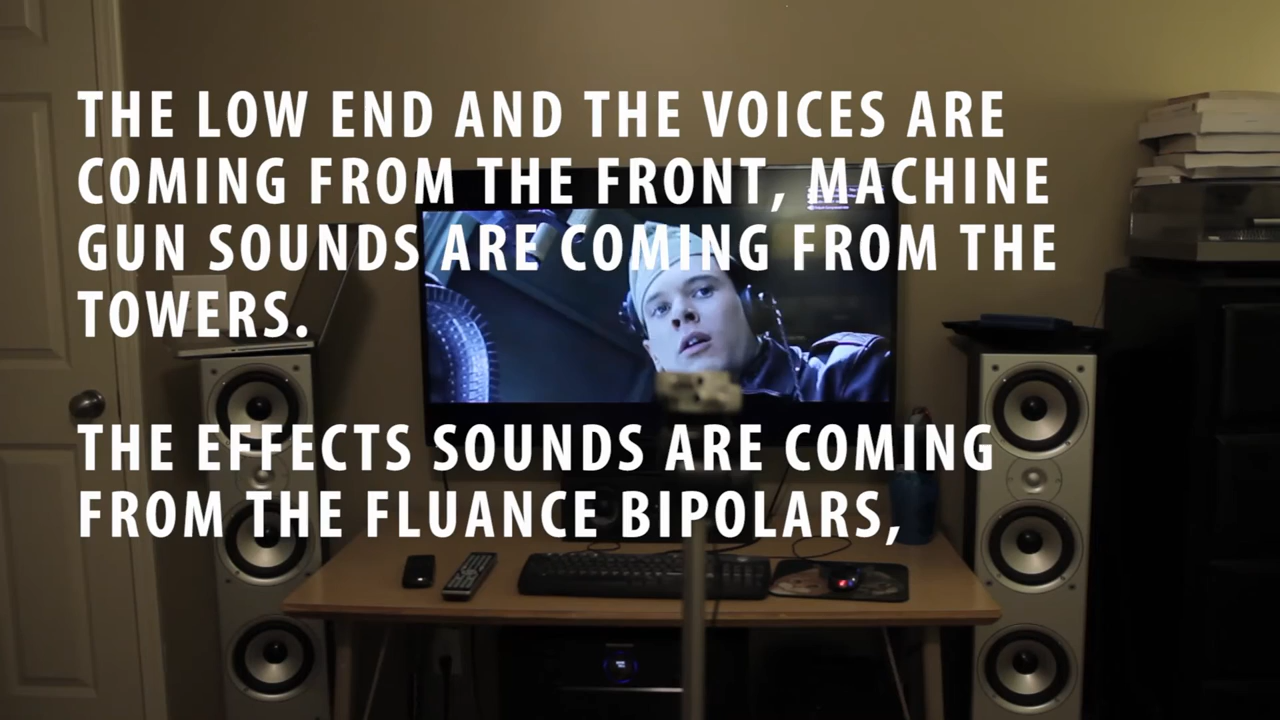 THE LOW END AND THE VOICES ARE
COMING FROM THE FRONT, MACHINE
GUN SOUNDS ARE COMING FROM THE
TOWERS.
THE EFFECTS SOUNDS ARE COMING
FROM THE FLUANCE BIPOLARS,